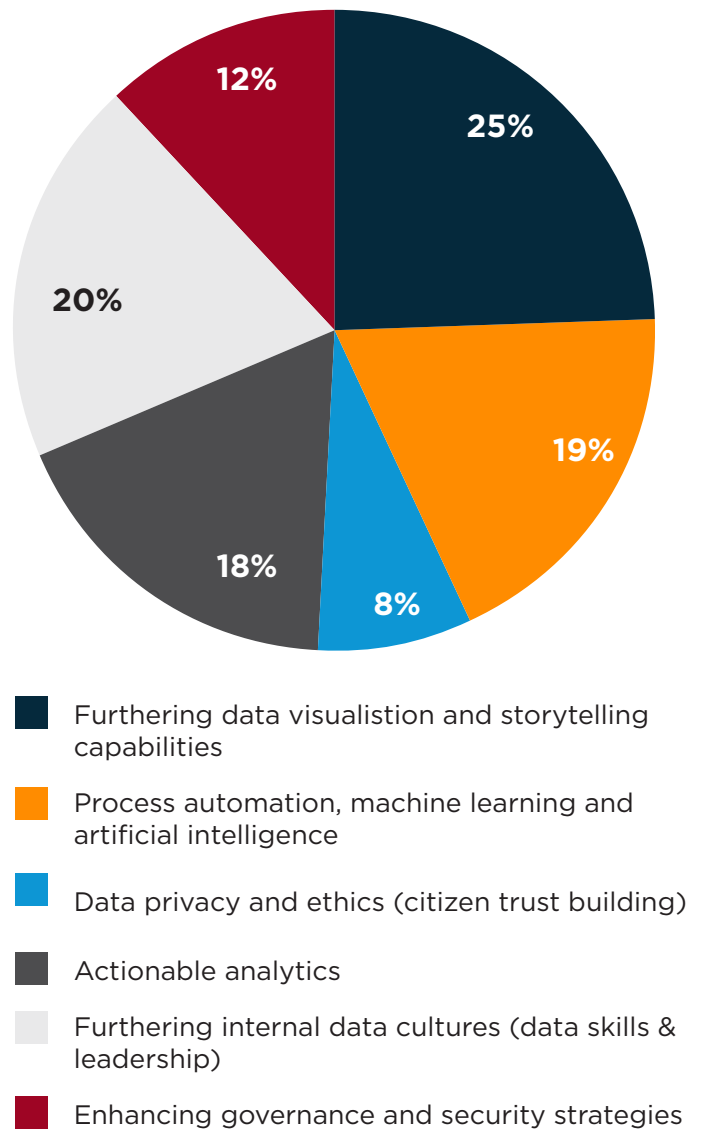 12%
25%
20%
19%
18%
8%
Furthering data visualistion and storytelling
capabilities
Process automation, machine learning and
artificial intelligence
Data privacy and ethics (citizen trust building)
Actionable analytics
Furthering internal data cultures (data skills &
leadership)
Enhancing governance and security strategies